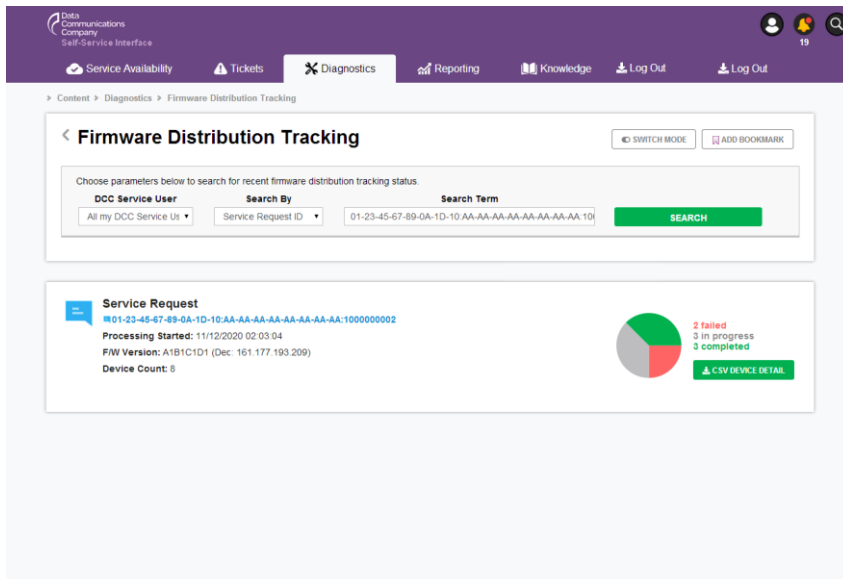 Data
Communications
Company
Self-Service Interface
19
Service Availability
Tickets
Diagnostics
Reporting
Knowledge
Log Out
Log Out
Content
Diagnostics
Firmware Distribution Tracking
Firmware Distribution Tracking
SWITCH MODE
ADD BOOKMARK
Choose parameters below to search for recent firmware distribution tracking status.
DCC Service User
Search By
Search Term
All my DCC Service Us
Service Request ID
01-23-45-67-89-0A-1D-10:AA-AA-AA-AA-AA-AA-AA-AA:10
SEARCH
Service Request
01-23-45-67-89-0A-1D-10:AA-AA-AA-AA-AA-AA-AA-AA:1000000002
Processing Started: 11/12/2020 02:03:04
F/W Version: A1B1C1D1 (Dec: 161.177.193.209)
Device Count: 8
2 failed
3 in progress
3 completed
CSV DEVICE DETAIL